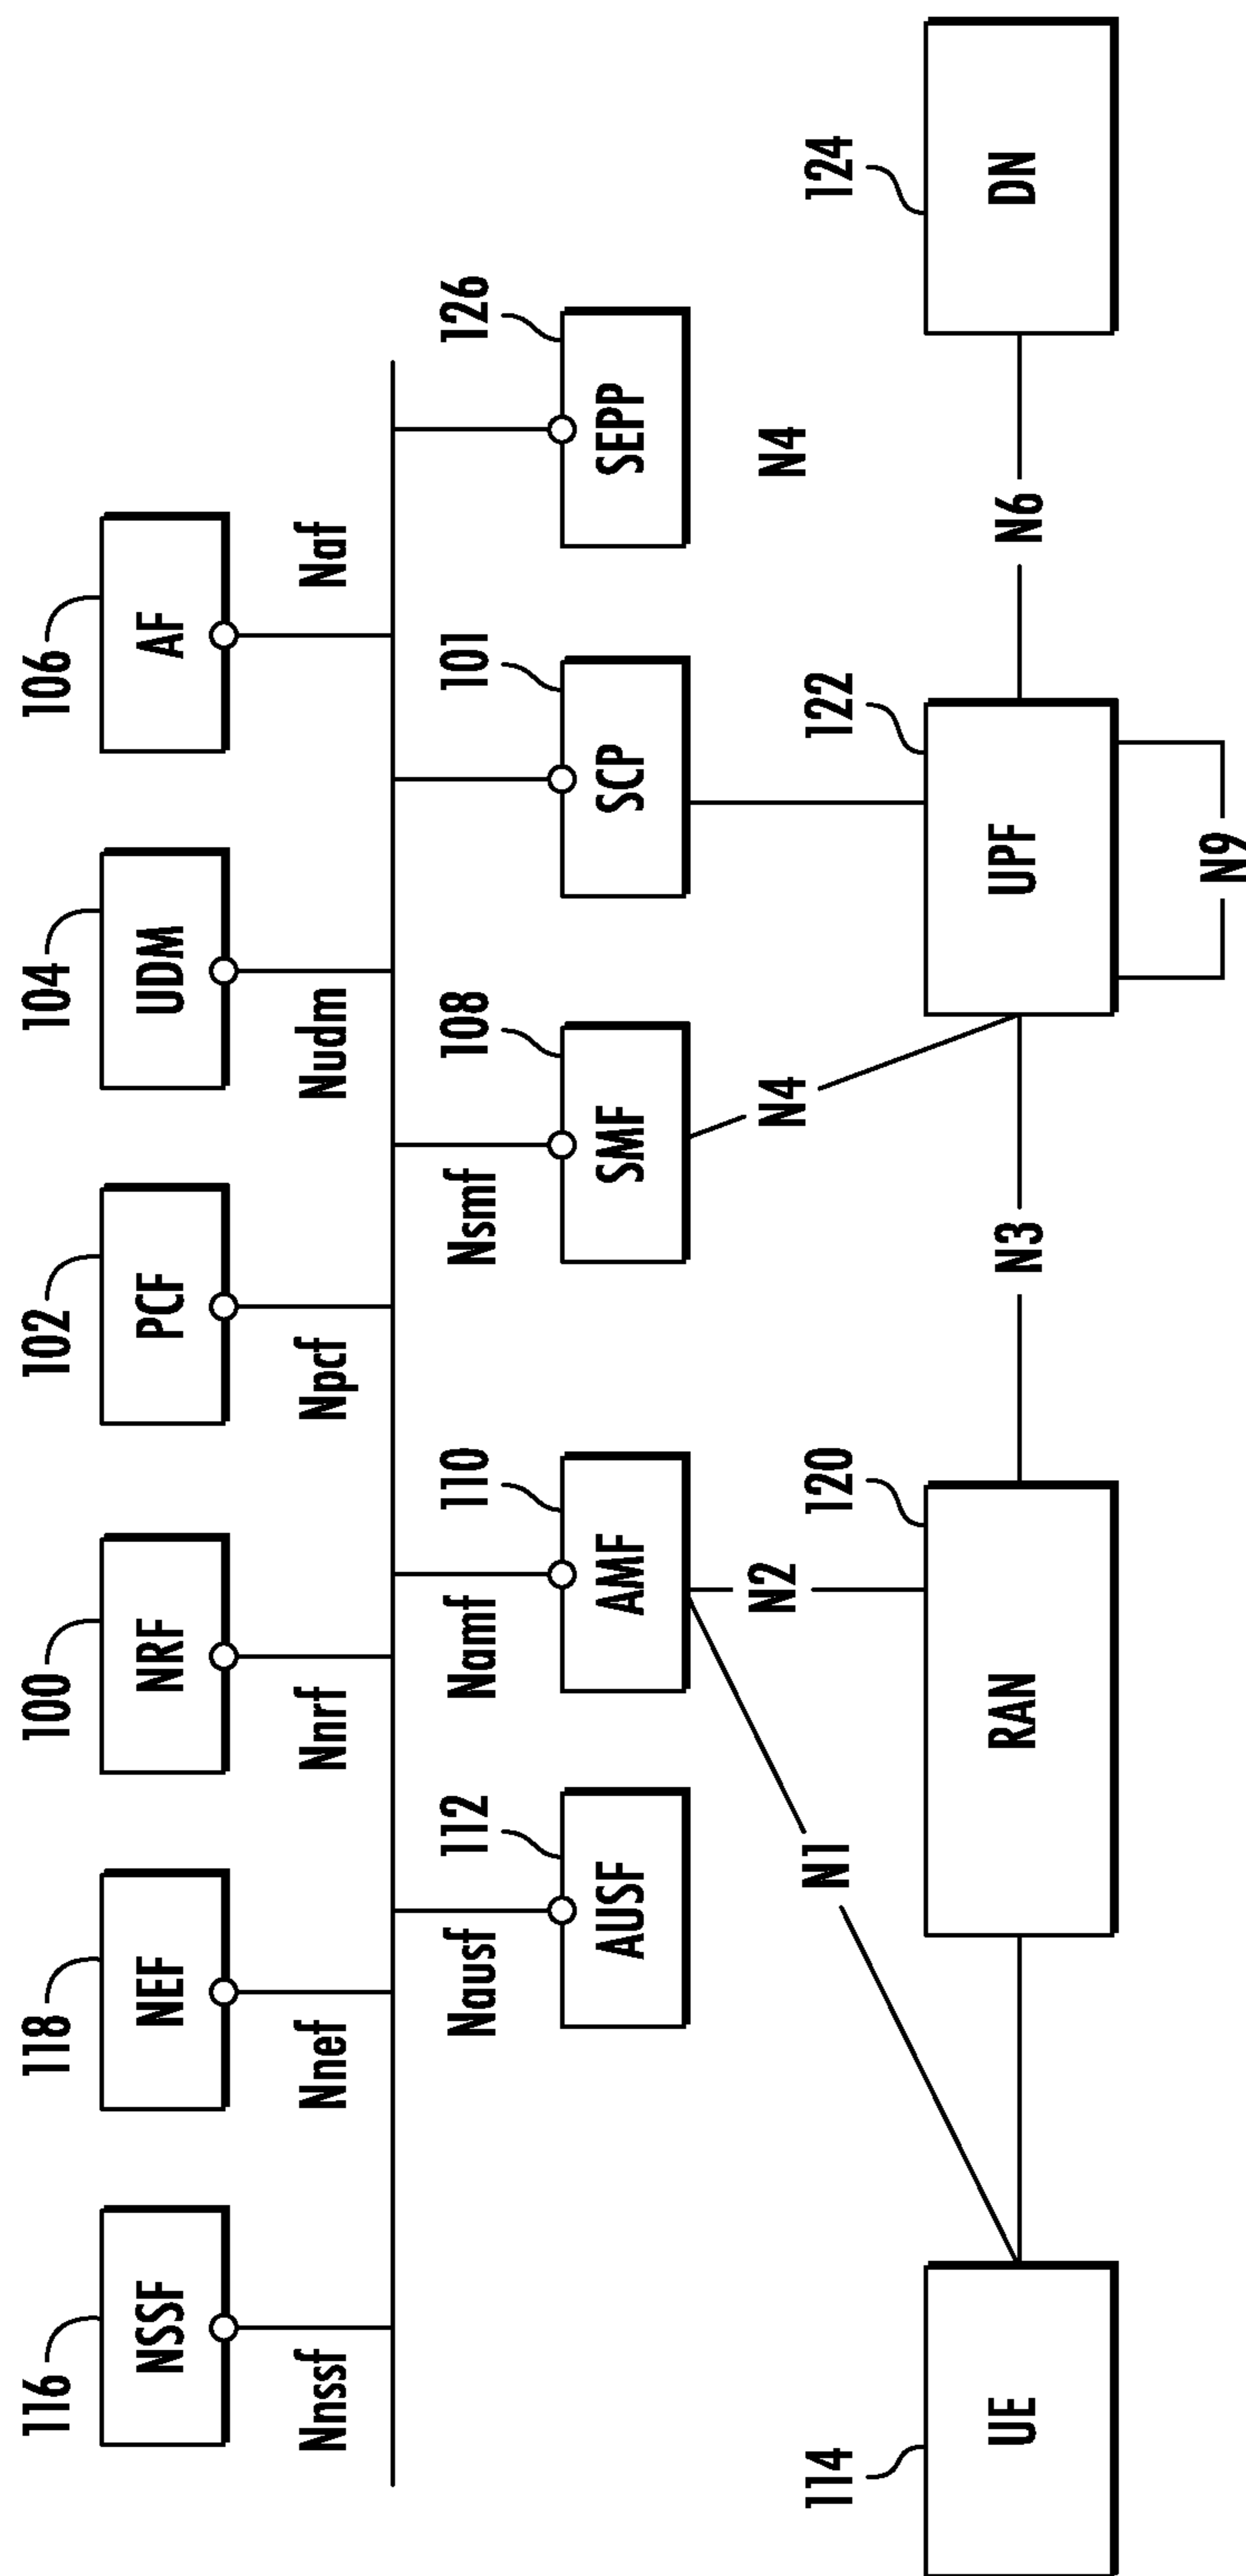 116
118
100
102
104
106
NSSF
NEF
NRF
PCF
UDM
AF
Nnssf
Nnef
Nnrf
Npcf
Nudm
Naf
112
110
108
101
126
Nausf
Namf
Nsmf
AUSF
AMF
SMF
SCP
SEPP
N2
N4
N4
114
N1
120
122
124
UE
RAN
N3
UPF
N6
DN
N9